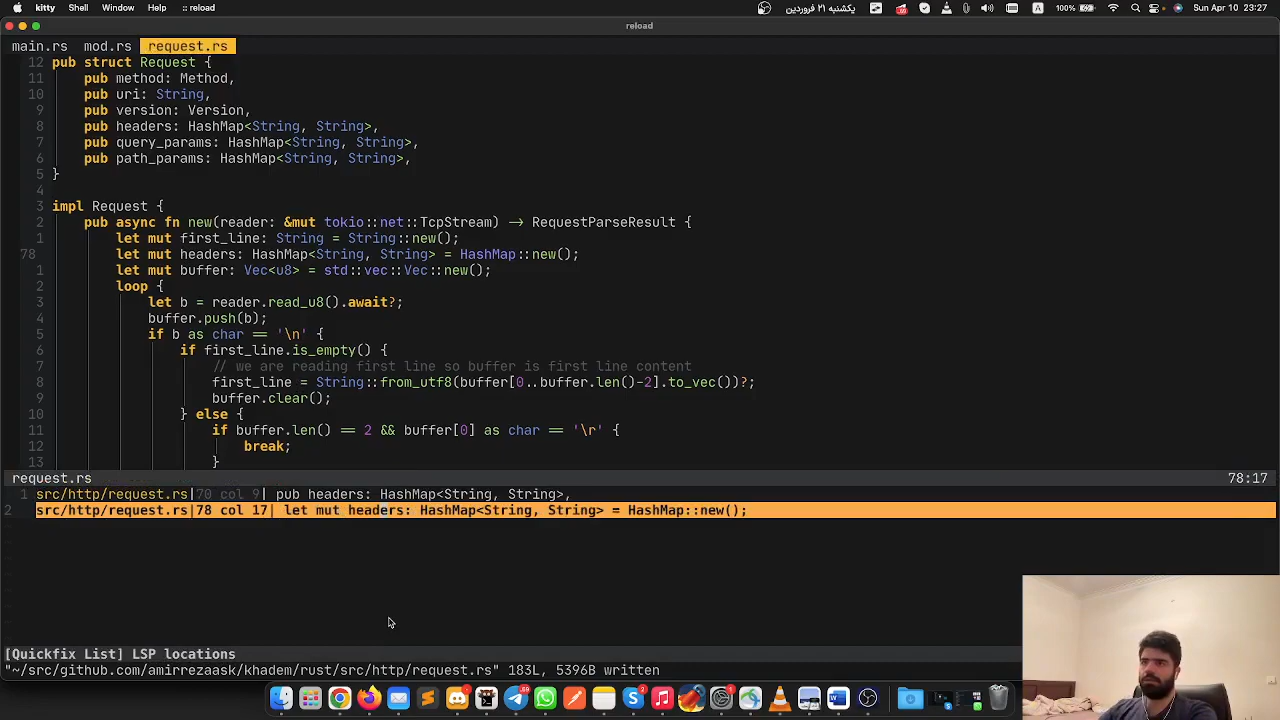 kitty Shell Window Help :: reload یکشنبه ۲۱ فروردین A 100% Sun Apr 10 23:27
reload
main.rs mod.rs request.rs
12 pub struct Request {
11 pub method: Method,
10 pub uri: String,
9 pub version: Version,
8 pub headers: HashMap<String, String>,
7 pub query_params: HashMap<String, String>,
6 pub path_params: HashMap<String, String>,
5 }
4
3 impl Request {
2 pub async fn new(reader: &mut tokio::net::TcpStream) -> RequestParseResult {
1 let mut first_line: String = String::new();
78 let mut headers: HashMap<String, String> = HashMap::new();
1 let mut buffer: Vec<u8> = std::vec::Vec::new();
2 loop {
3 let b = reader.read_u8().await?;
4 buffer.push(b);
5 if b as char == '\n' {
6 if first_line.is_empty() {
7 // we are reading first line so buffer is first line content
8 first_line = String::from_utf8(buffer[0..buffer.len()-2].to_vec())?;
9 buffer.clear();
10 } else {
11 if buffer.len() == 2 && buffer[0] as char == '\r' {
12 break;
13 }
request.rs 78:17
1 src/http/request.rs|70 col 9| pub headers: HashMap<String, String>,
2 src/http/request.rs|78 col 17| let mut headers: HashMap<String, String> = HashMap::new();
[Quickfix List] LSP locations
"~/src/github.com/amirrezaask/khadem/rust/src/http/request.rs" 183L, 5396B written